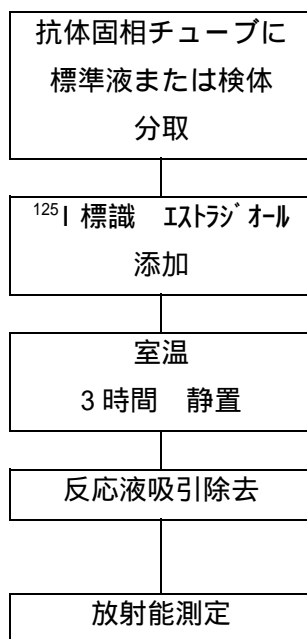 抗体固相チューブに
標準液または検体
分取
¹²⁵I 標識　ｴｽﾄﾗｼﾞｵｰﾙ
添加
室温
3 時間　静置
反応液吸引除去
放射能測定